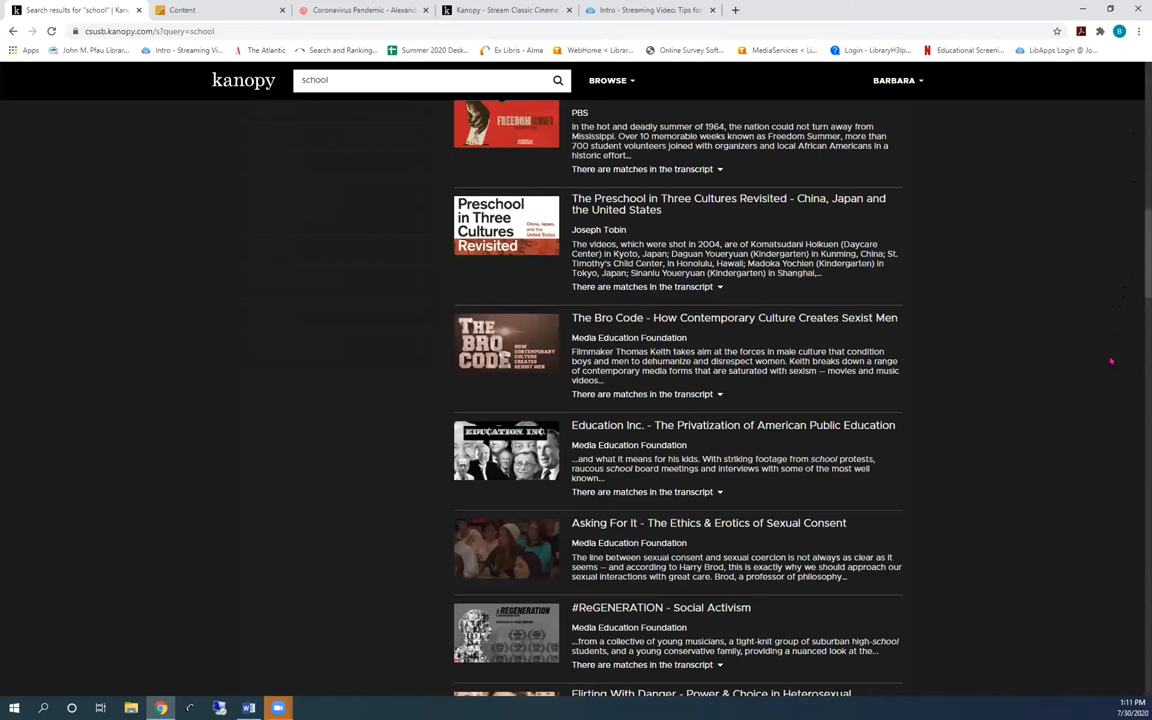 Search results for "school" | Kan
Content
Coronavirus Pandemic - Alexand
Kanopy - Stream Classic Cinema
Intro - Streaming Video: Tips for
csusb.kanopy.com/s?query=school
B
Apps
John M. Pfau Librar...
Intro - Streaming Vi...
The Atlantic
Search and Ranking...
Summer 2020 Desk...
Ex Libris - Alma
WebHome < Librar...
Online Survey Soft...
MediaServices < Li...
Login - LibraryH3lp...
Educational Screeni...
LibApps Login @ Jo...
kanopy
school
BROWSE
BARBARA
FREEDOM
SUMMER
PBS
In the hot and deadly summer of 1964, the nation could not turn away from
Mississippi. Over 10 memorable weeks known as Freedom Summer, more than
700 student volunteers joined with organizers and local African Americans in a
historic effort...
There are matches in the transcript
Preschool
in Three
Cultures
Revisited
China, Japan and
the United States
The Preschool in Three Cultures Revisited - China, Japan and
the United States
Joseph Tobin
The videos, which were shot in 2004, are of Komatsudani Hoikuen (Daycare
Center) in Kyoto, Japan; Daguan Youeryuan (Kindergarten) in Kunming, China; St.
Timothy's Child Center, in Honolulu, Hawaii; Madoka Yochien (Kindergarten) in
Tokyo, Japan; Sinanlu Youeryuan (Kindergarten) in Shanghai,...
There are matches in the transcript
THE
BRO
CODE
HOW
CONTEMPORARY
CULTURE
CREATES
SEXIST MEN
The Bro Code - How Contemporary Culture Creates Sexist Men
Media Education Foundation
Filmmaker Thomas Keith takes aim at the forces in male culture that condition
boys and men to dehumanize and disrespect women. Keith breaks down a range
of contemporary media forms that are saturated with sexism — movies and music
videos...
There are matches in the transcript
EDUCATION, INC.
Education Inc. - The Privatization of American Public Education
Media Education Foundation
...and what it means for his kids. With striking footage from school protests,
raucous school board meetings and interviews with some of the most well
known...
There are matches in the transcript
Asking For It - The Ethics & Erotics of Sexual Consent
Media Education Foundation
The line between sexual consent and sexual coercion is not always as clear as it
seems — and according to Harry Brod, this is exactly why we should approach our
sexual interactions with great care. Brod, a professor of philosophy...
#REGENERATION
#ReGENERATION - Social Activism
Media Education Foundation
...from a collective of young musicians, a tight-knit group of suburban high-school
students, and a young conservative family, providing a nuanced look at the...
There are matches in the transcript
Flirting With Danger - Power & Choice in Heterosexual
1:11 PM
7/30/2020